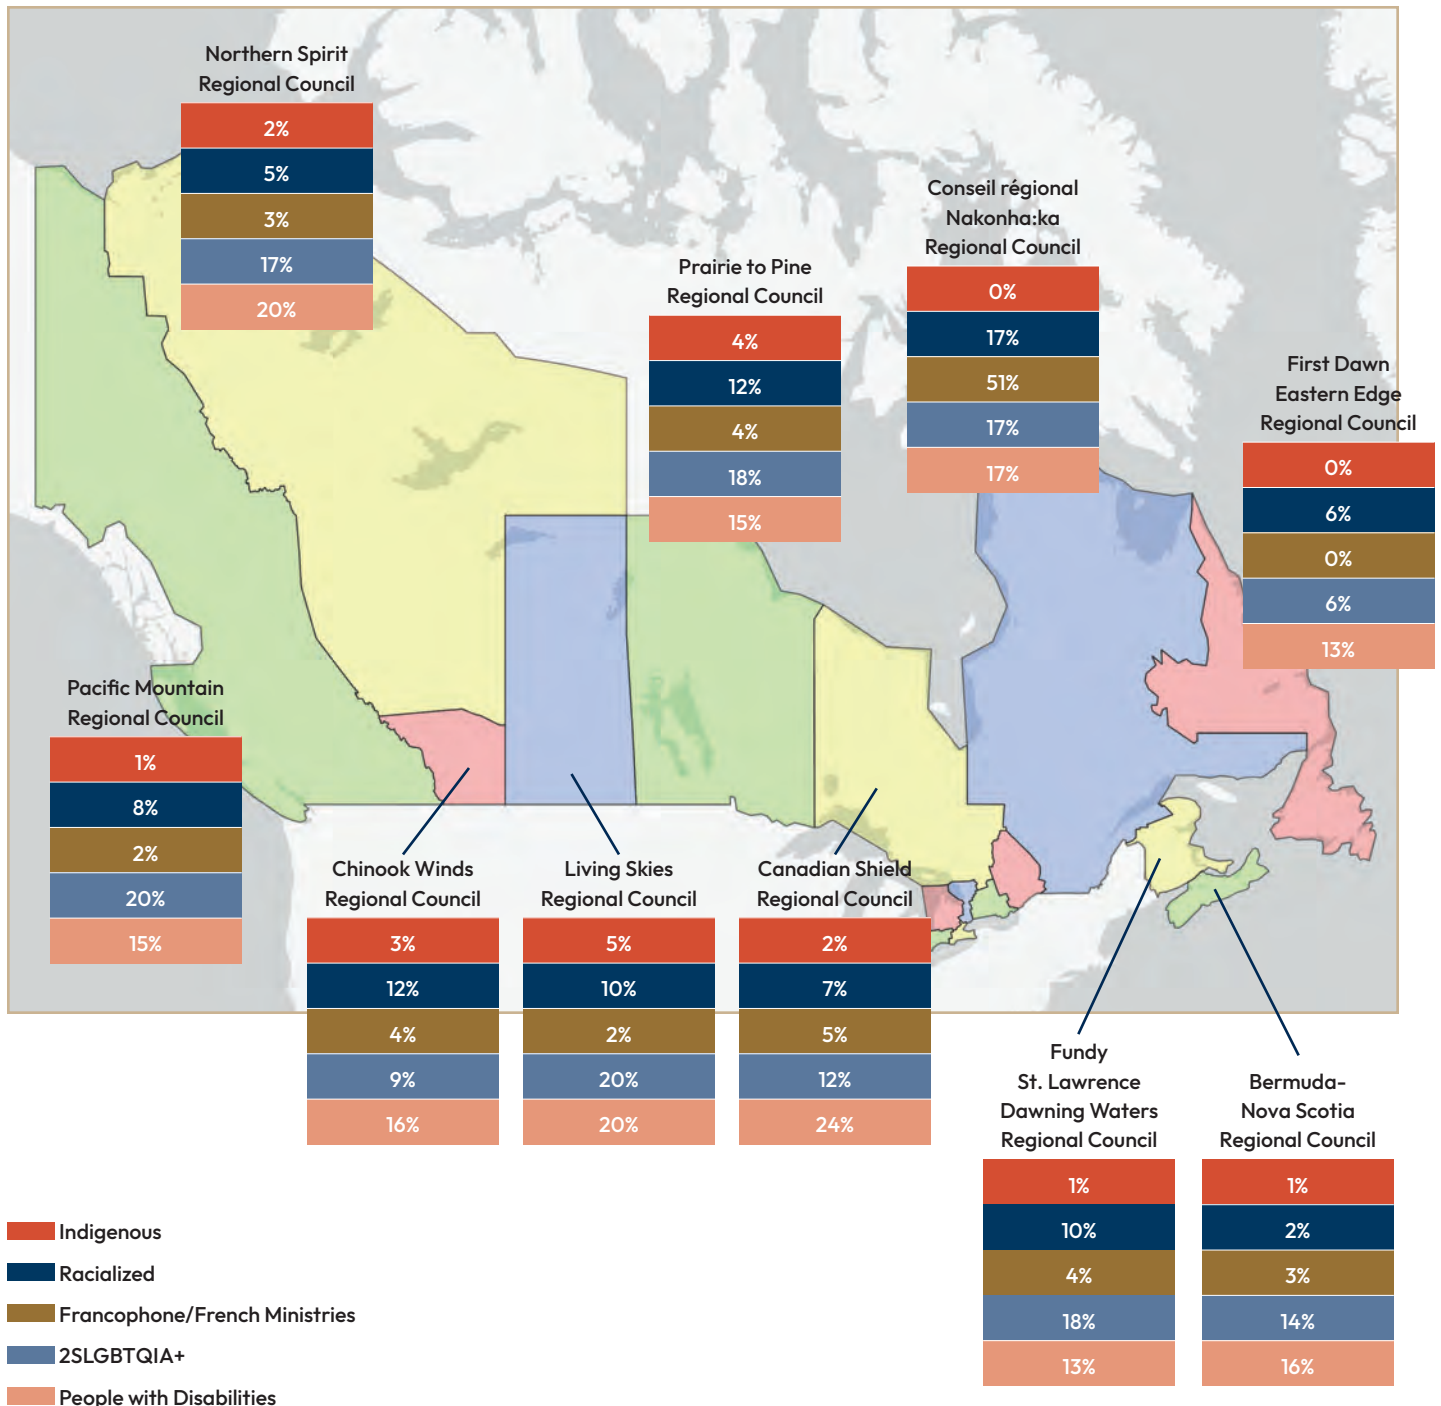 Northern Spirit
Regional Council
2%
5%
3%
17%
20%
Conseil régional
Nakonha:ka
Regional Council
0%
17%
51%
17%
17%
Prairie to Pine
Regional Council
4%
12%
4%
18%
15%
First Dawn
Eastern Edge
Regional Council
0%
6%
0%
6%
13%
Pacific Mountain
Regional Council
1%
8%
2%
20%
15%
Chinook Winds
Regional Council
3%
12%
4%
9%
16%
Living Skies
Regional Council
5%
10%
2%
20%
20%
Canadian Shield
Regional Council
2%
7%
5%
12%
24%
Fundy
St. Lawrence
Dawning Waters
Regional Council
1%
10%
4%
18%
13%
Bermuda-
Nova Scotia
Regional Council
1%
2%
3%
14%
16%
Indigenous
Racialized
Francophone/French Ministries
2SLGBTQIA+
People with Disabilities